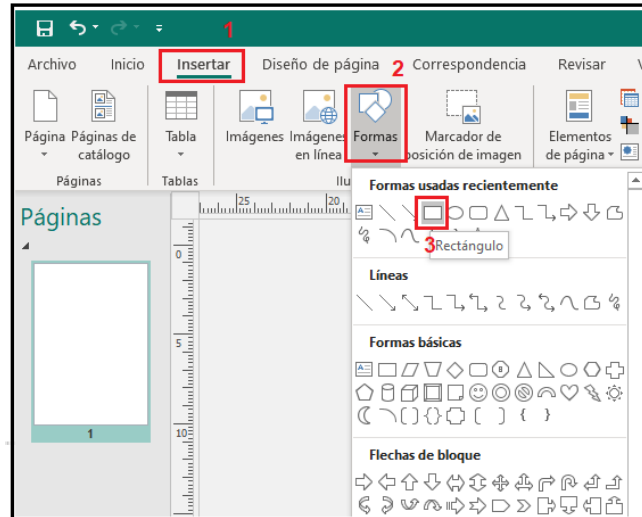 1
Archivo Inicio Insertar Diseño de página Correspondencia Revisar
2
Página Páginas de catálogo Tabla Imágenes Imágenes en línea Formas Marcador de posición de imagen Elementos de página
Páginas Tablas
Formas usadas recientemente
Páginas
25 20
3
Rectángulo
0
Líneas
5
Formas básicas
1
10
Flechas de bloque